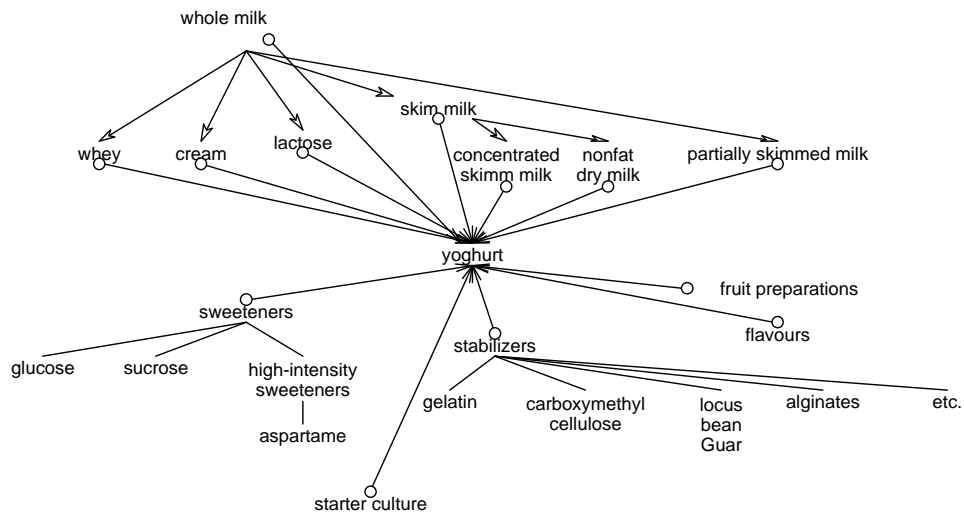 whole milk
skim milk
whey
cream
lactose
concentrated
skimm milk
nonfat
dry milk
partially skimmed milk
yoghurt
fruit preparations
sweeteners
flavours
stabilizers
glucose
sucrose
high-intensity
sweeteners
aspartame
gelatin
carboxymethyl
cellulose
locus
bean
Guar
alginates
etc.
starter culture